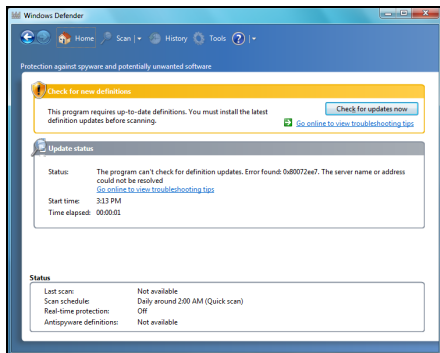 Windows Defender
Home Scan | History Tools |
Protection against spyware and potentially unwanted software
Check for new definitions
This program requires up-to-date definitions. You must install the latest
definition updates before scanning.
Check for updates now
Go online to view troubleshooting tips
Update status
Status: The program can't check for definition updates. Error found: 0x80072ee7. The server name or address
could not be resolved
Go online to view troubleshooting tips
Start time: 3:13 PM
Time elapsed: 00:00:01
Status
Last scan: Not available
Scan schedule: Daily around 2:00 AM (Quick scan)
Real-time protection: Off
Antispyware definitions: Not available